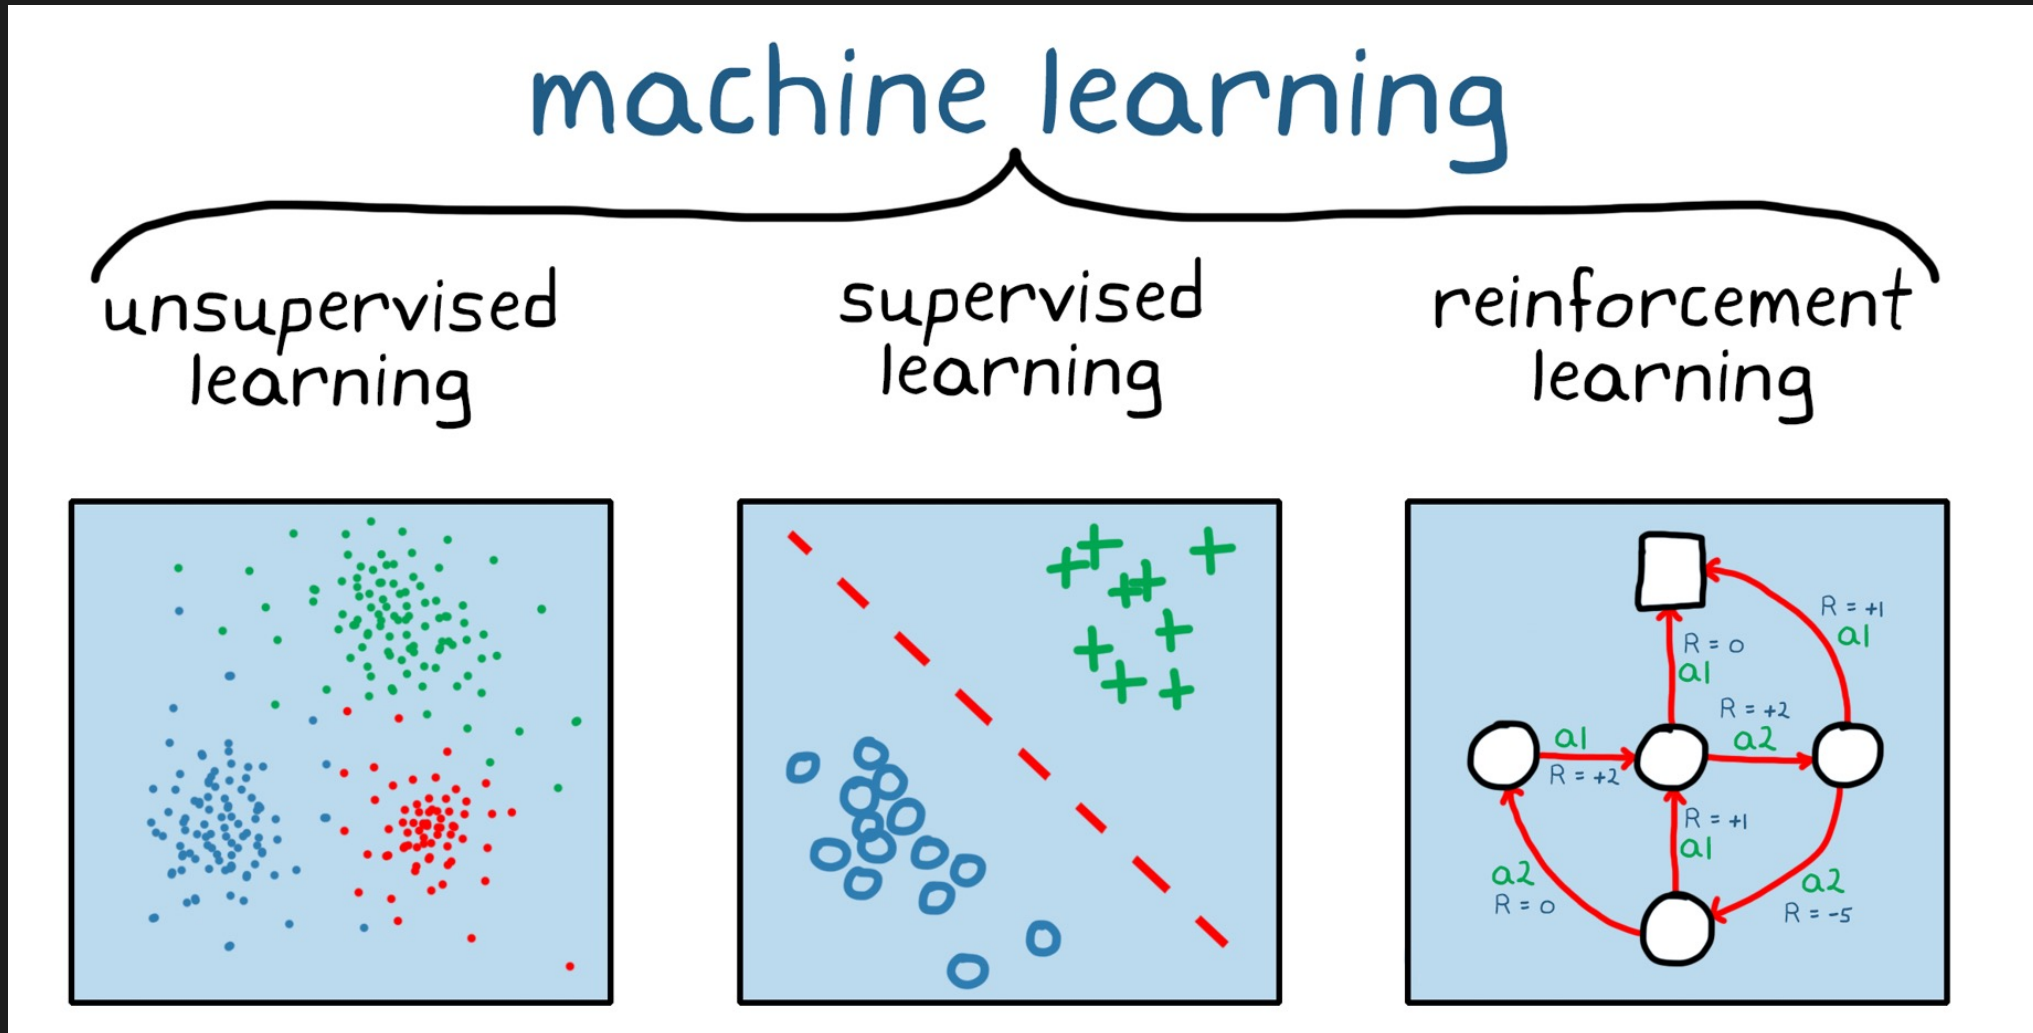 machine learning
unsupervised
learning
supervised
learning
reinforcement
learning
R = +1
a1
R = 0
a1
R = +2
a2
a1
R = +2
R = +1
a1
a2
R = 0
a2
R = -5